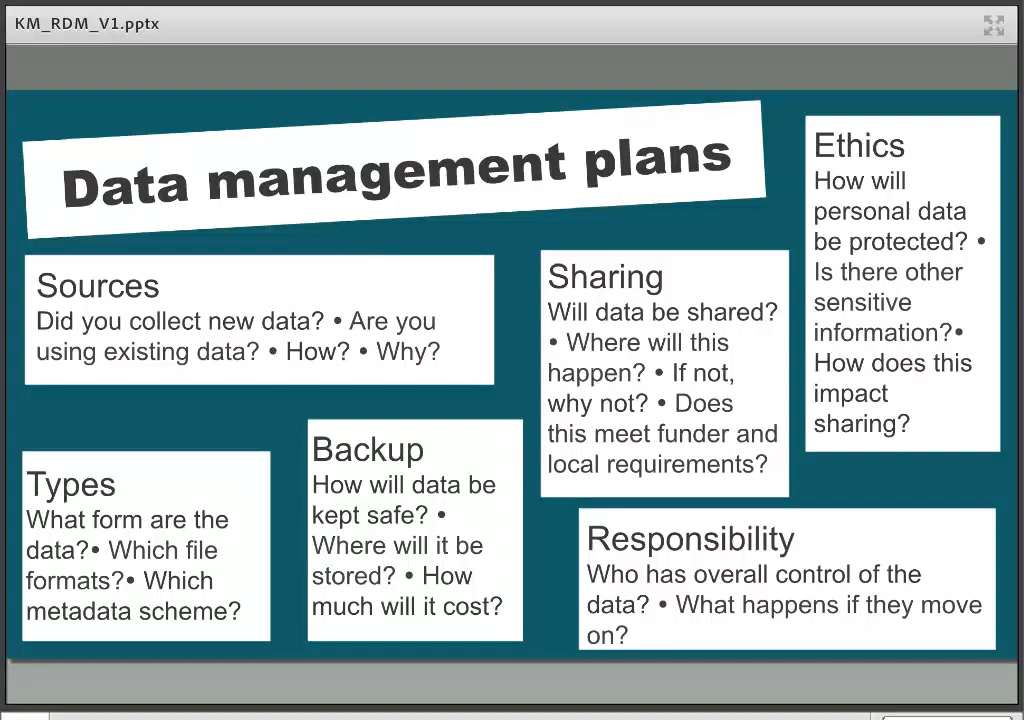 KM_RDM_V1.pptx
Data management plans
Sources
Did you collect new data? • Are you
using existing data? • How? • Why?
Types
What form are the
data?• Which file
formats?• Which
metadata scheme?
Backup
How will data be
kept safe? •
Where will it be
stored? • How
much will it cost?
Sharing
Will data be shared?
• Where will this
happen? • If not,
why not? • Does
this meet funder and
local requirements?
Ethics
How will
personal data
be protected? •
Is there other
sensitive
information?•
How does this
impact
sharing?
Responsibility
Who has overall control of the
data? • What happens if they move
on?